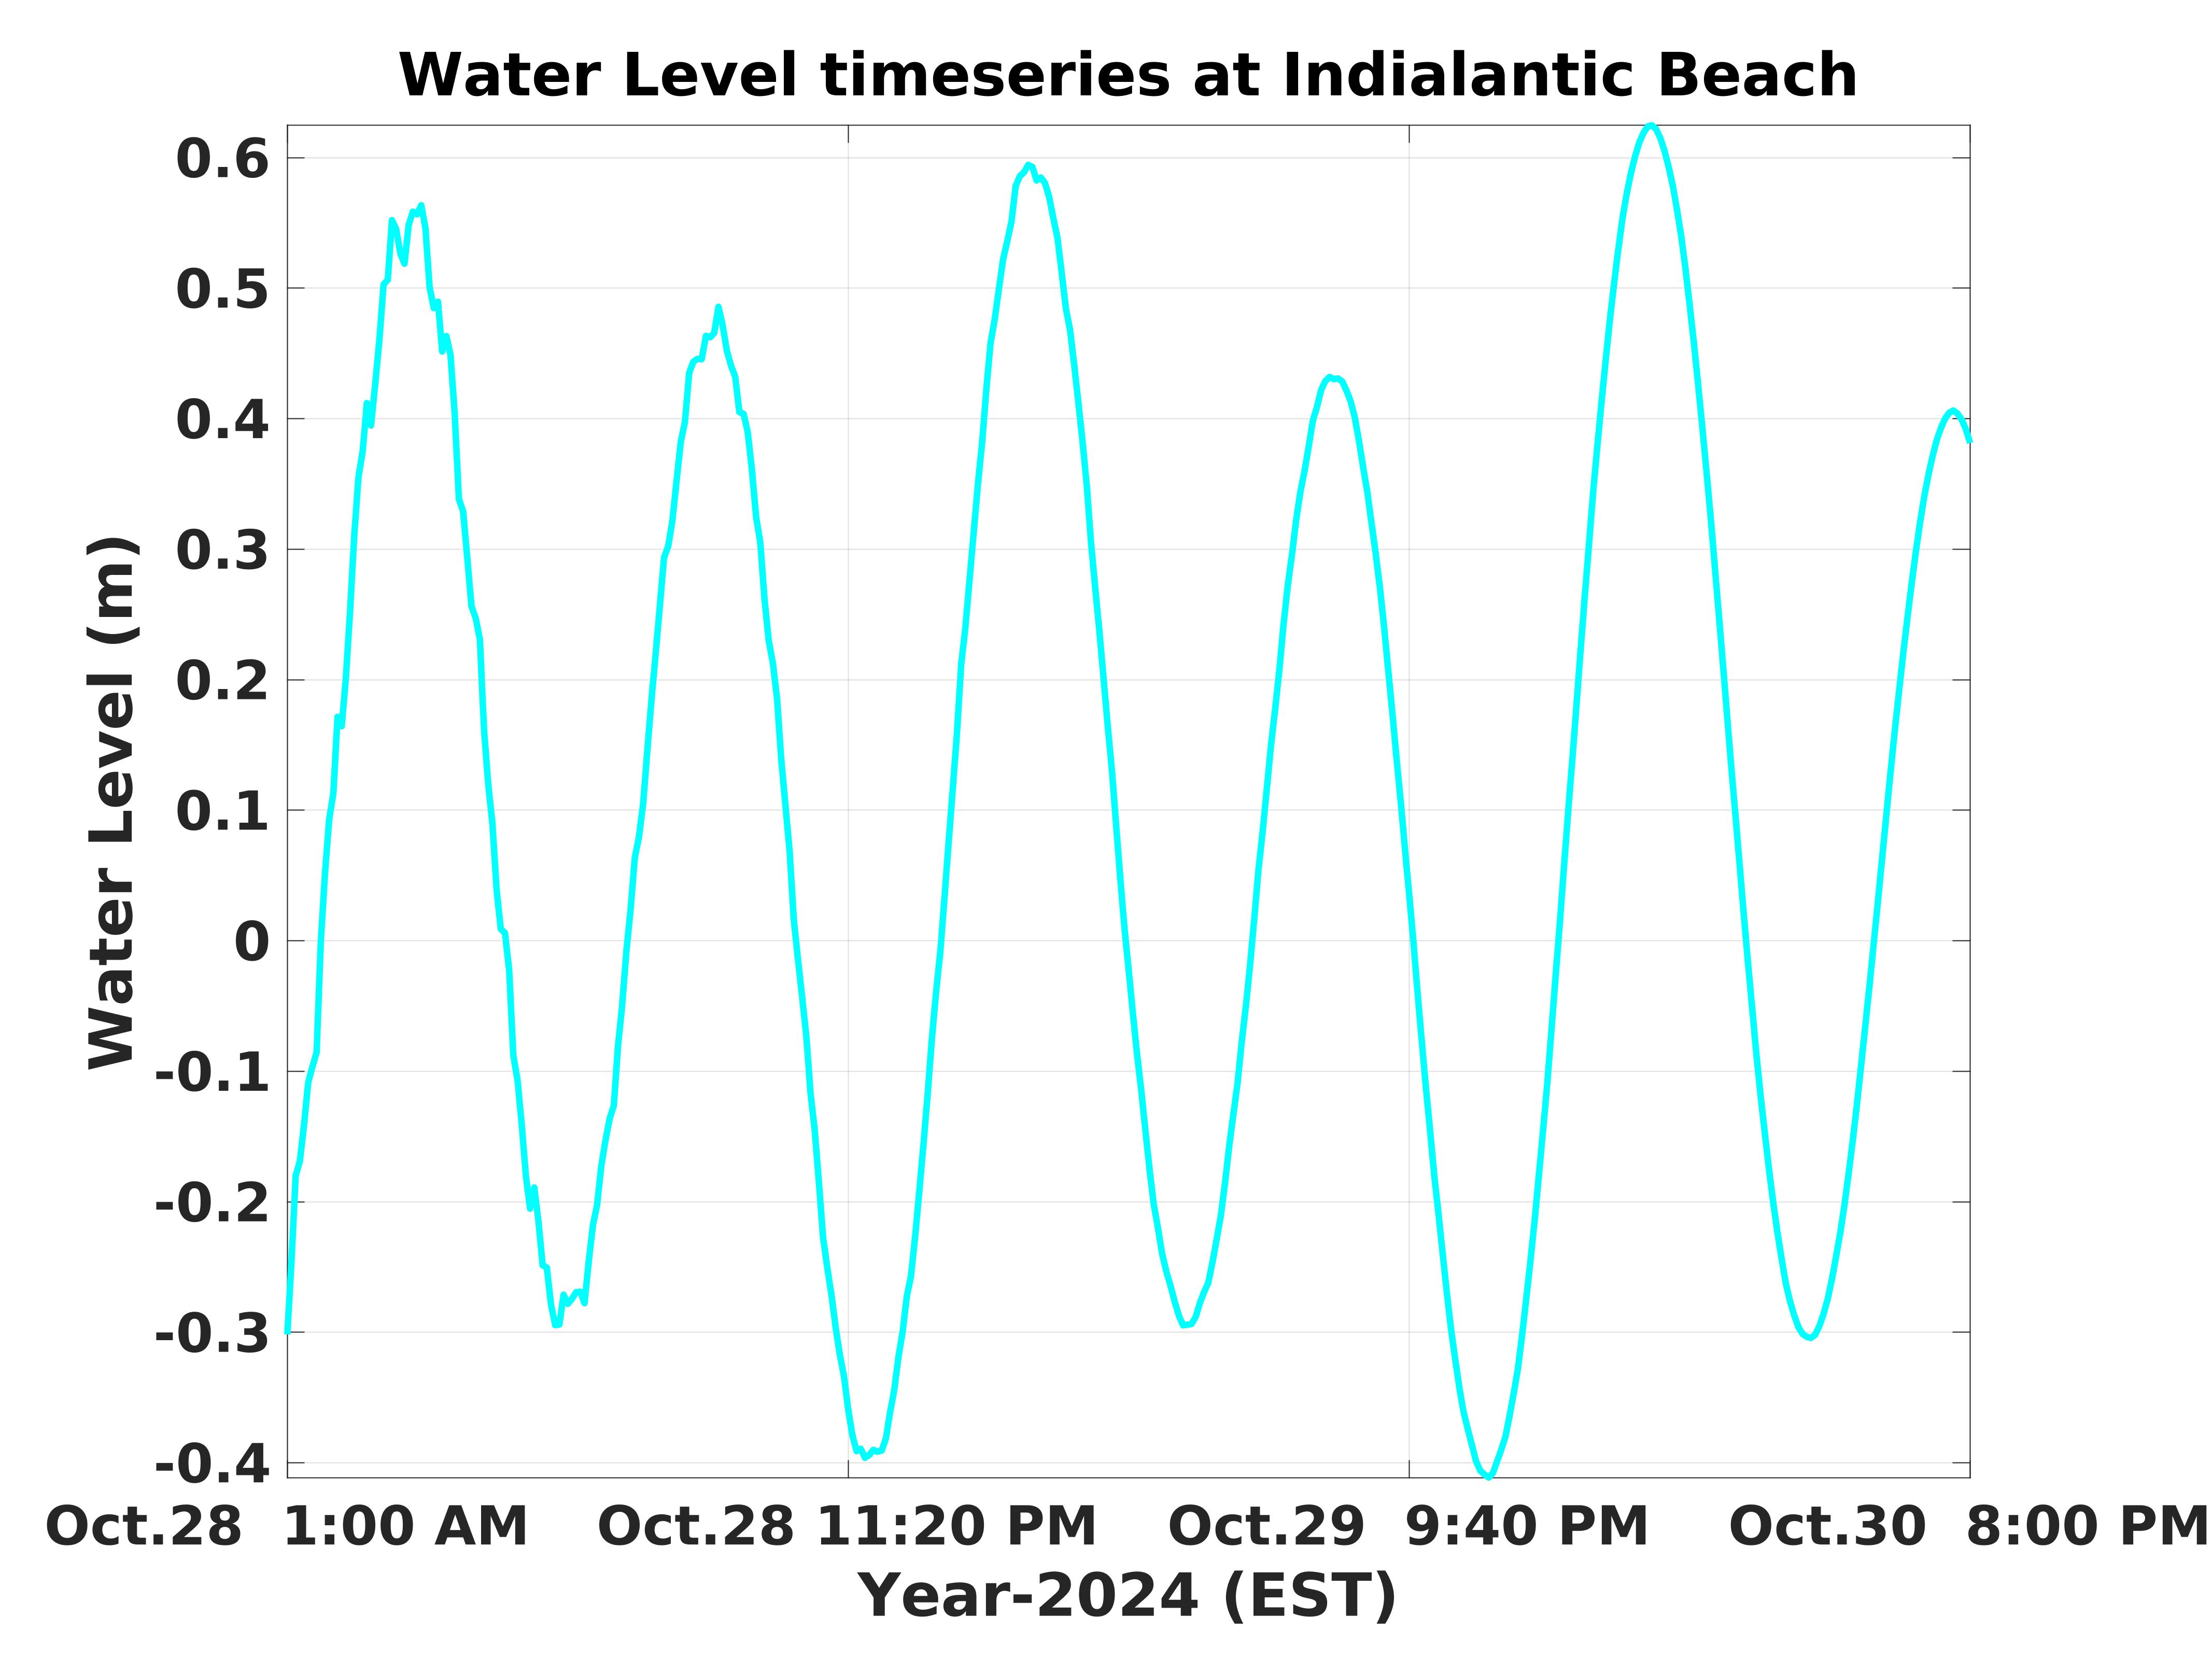 Water Level timeseries at Indialantic Beach
Water Level (m)
0.6
0.5
0.4
0.3
0.2
0.1
0
-0.1
-0.2
-0.3
-0.4
Oct.28 1:00 AM Oct.28 11:20 PM Oct.29 9:40 PM Oct.30 8:00 PM
Year-2024 (EST)